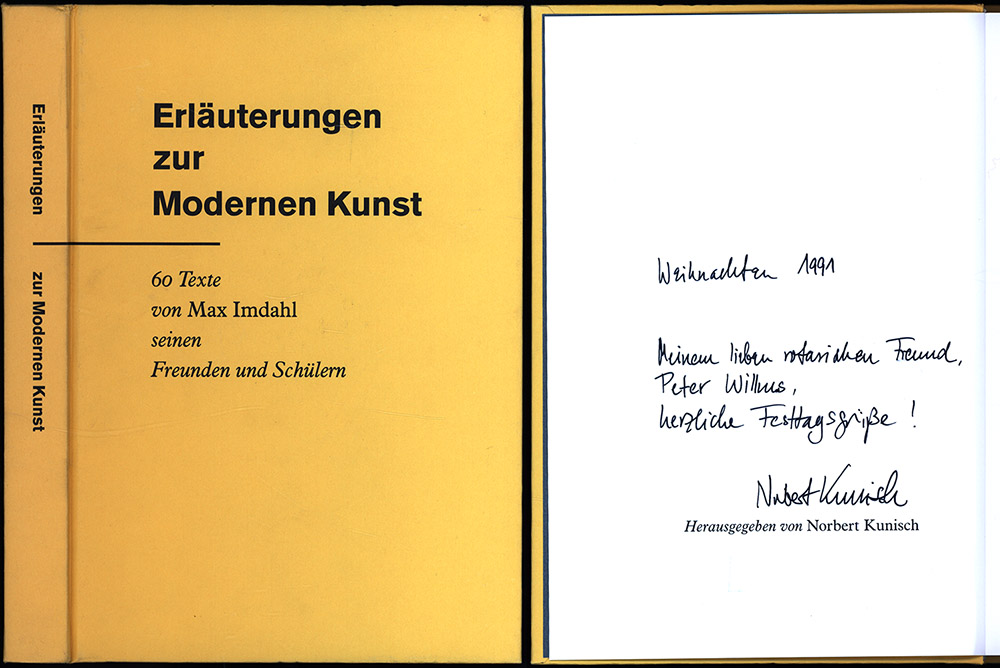 Erläuterungen
zur Modernen Kunst
Erläuterungen
zur
Modernen Kunst
60 Texte
von Max Imdahl
seinen
Freunden und Schülern
Weihnachten 1991
Meinem lieben rotarischen Freund,
Peter Willms,
herzliche Festtagsgrüße !
Norbert Kunisch
Herausgegeben von Norbert Kunisch